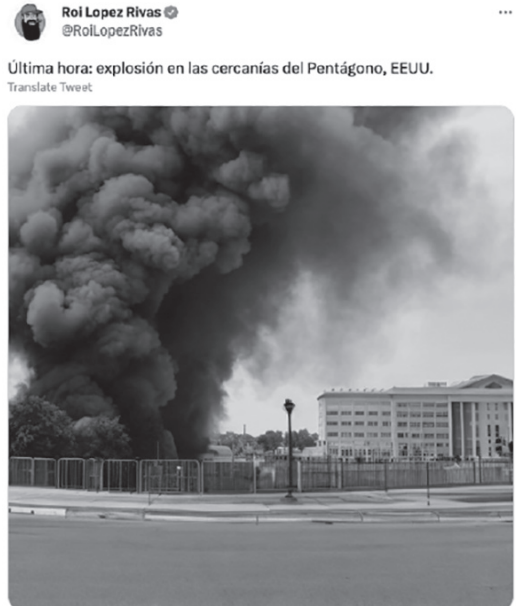 Roi Lopez Rivas
@RoiLopezRivas
Última hora: explosión en las cercanías del Pentágono, EEUU.
Translate Tweet